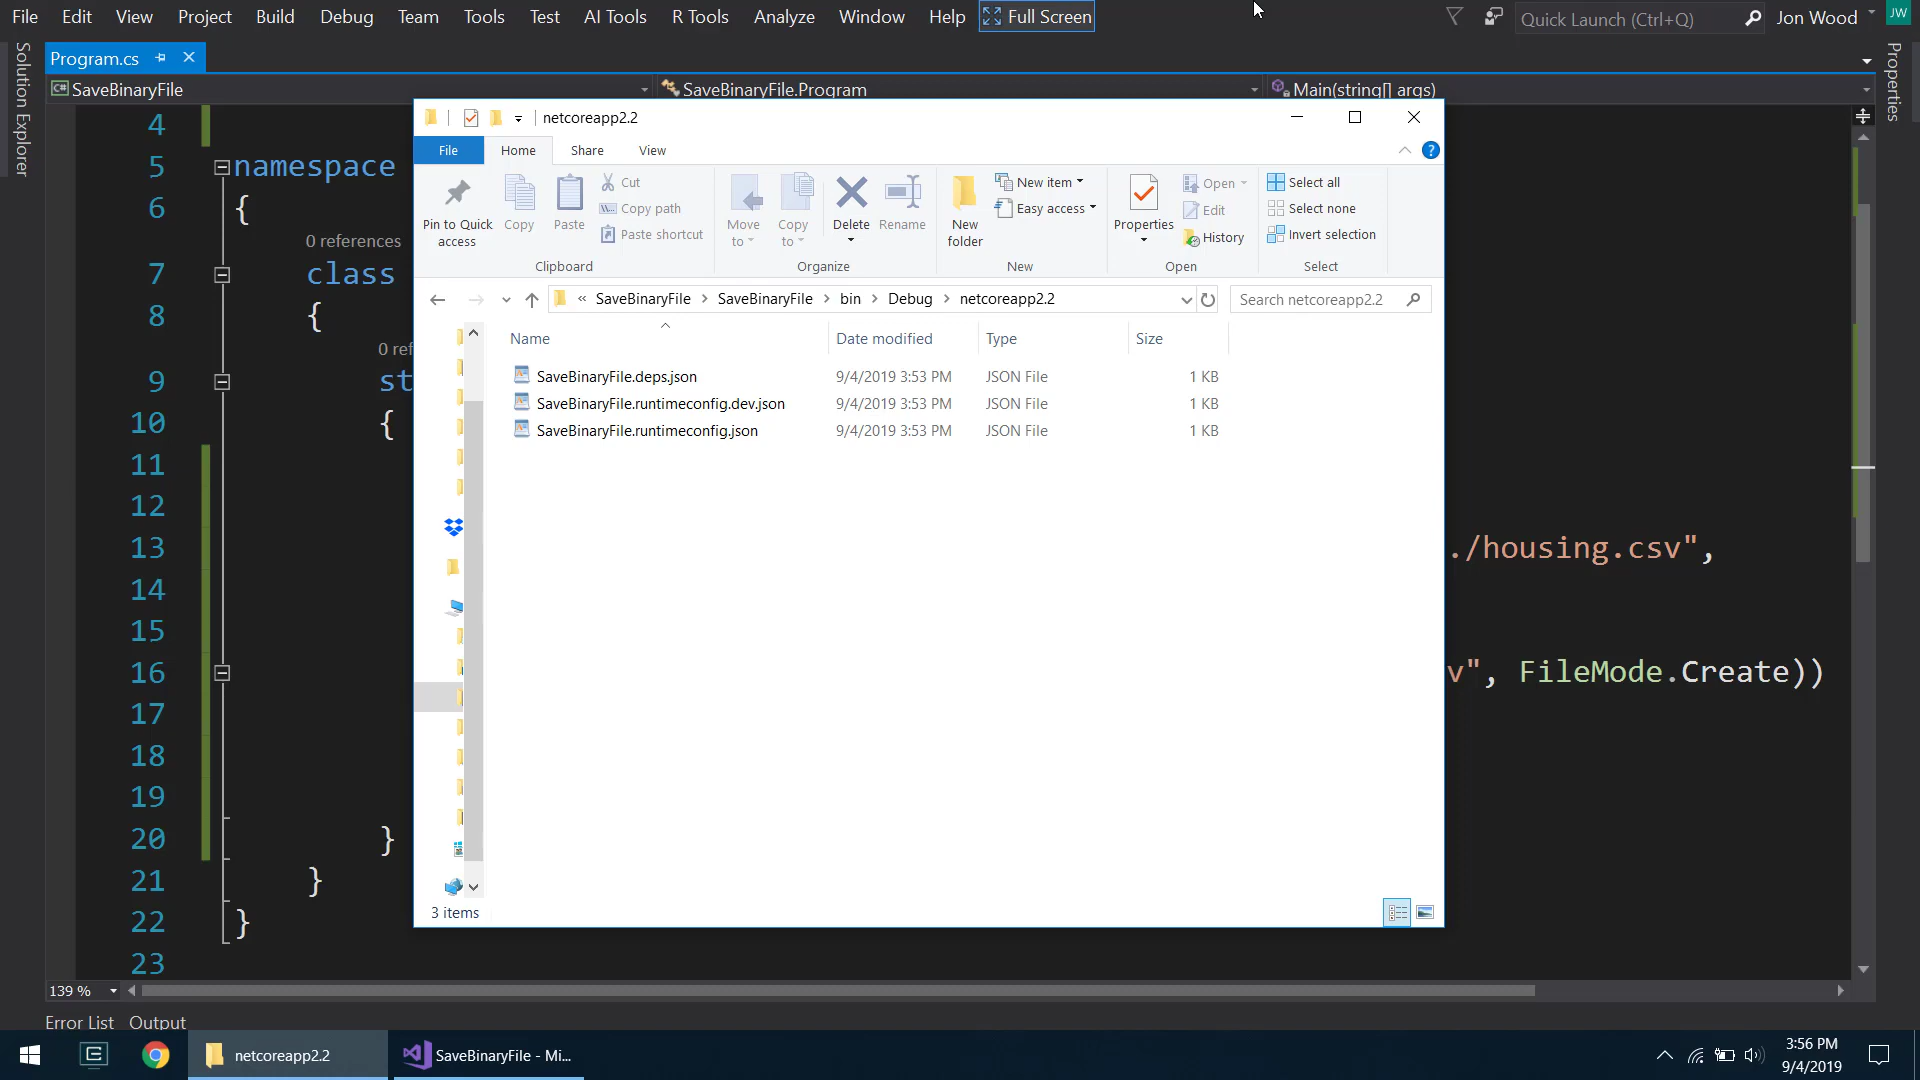 File Edit View Project Build Debug Team Tools Test AI Tools R Tools Analyze Window Help Full Screen Quick Launch (Ctrl+Q) Jon Wood JW
Solution Explorer
Program.cs
Properties
SaveBinaryFile SaveBinaryFile.Program Main(string[] args)
netcoreapp2.2
File Home Share View
Pin to Quick access
Copy
Paste
Cut
Copy path
Paste shortcut
Clipboard
Move to
Copy to
Delete
Rename
Organize
New folder
New item
Easy access
New
Properties
Open
Edit
History
Open
Select all
Select none
Invert selection
Select
« SaveBinaryFile > SaveBinaryFile > bin > Debug > netcoreapp2.2
Search netcoreapp2.2
Name Date modified Type Size
SaveBinaryFile.deps.json 9/4/2019 3:53 PM JSON File 1 KB
SaveBinaryFile.runtimeconfig.dev.json 9/4/2019 3:53 PM JSON File 1 KB
SaveBinaryFile.runtimeconfig.json 9/4/2019 3:53 PM JSON File 1 KB
3 items
4
5 namespace
6 {
0 references
7 class
8 {
0 ref
9 st
10 {
11
12
13 ./housing.csv",
14
15
16 v", FileMode.Create))
17
18
19
20 }
21 }
22 }
23
139 %
Error List Output
netcoreapp2.2
SaveBinaryFile - Mi...
3:56 PM
9/4/2019